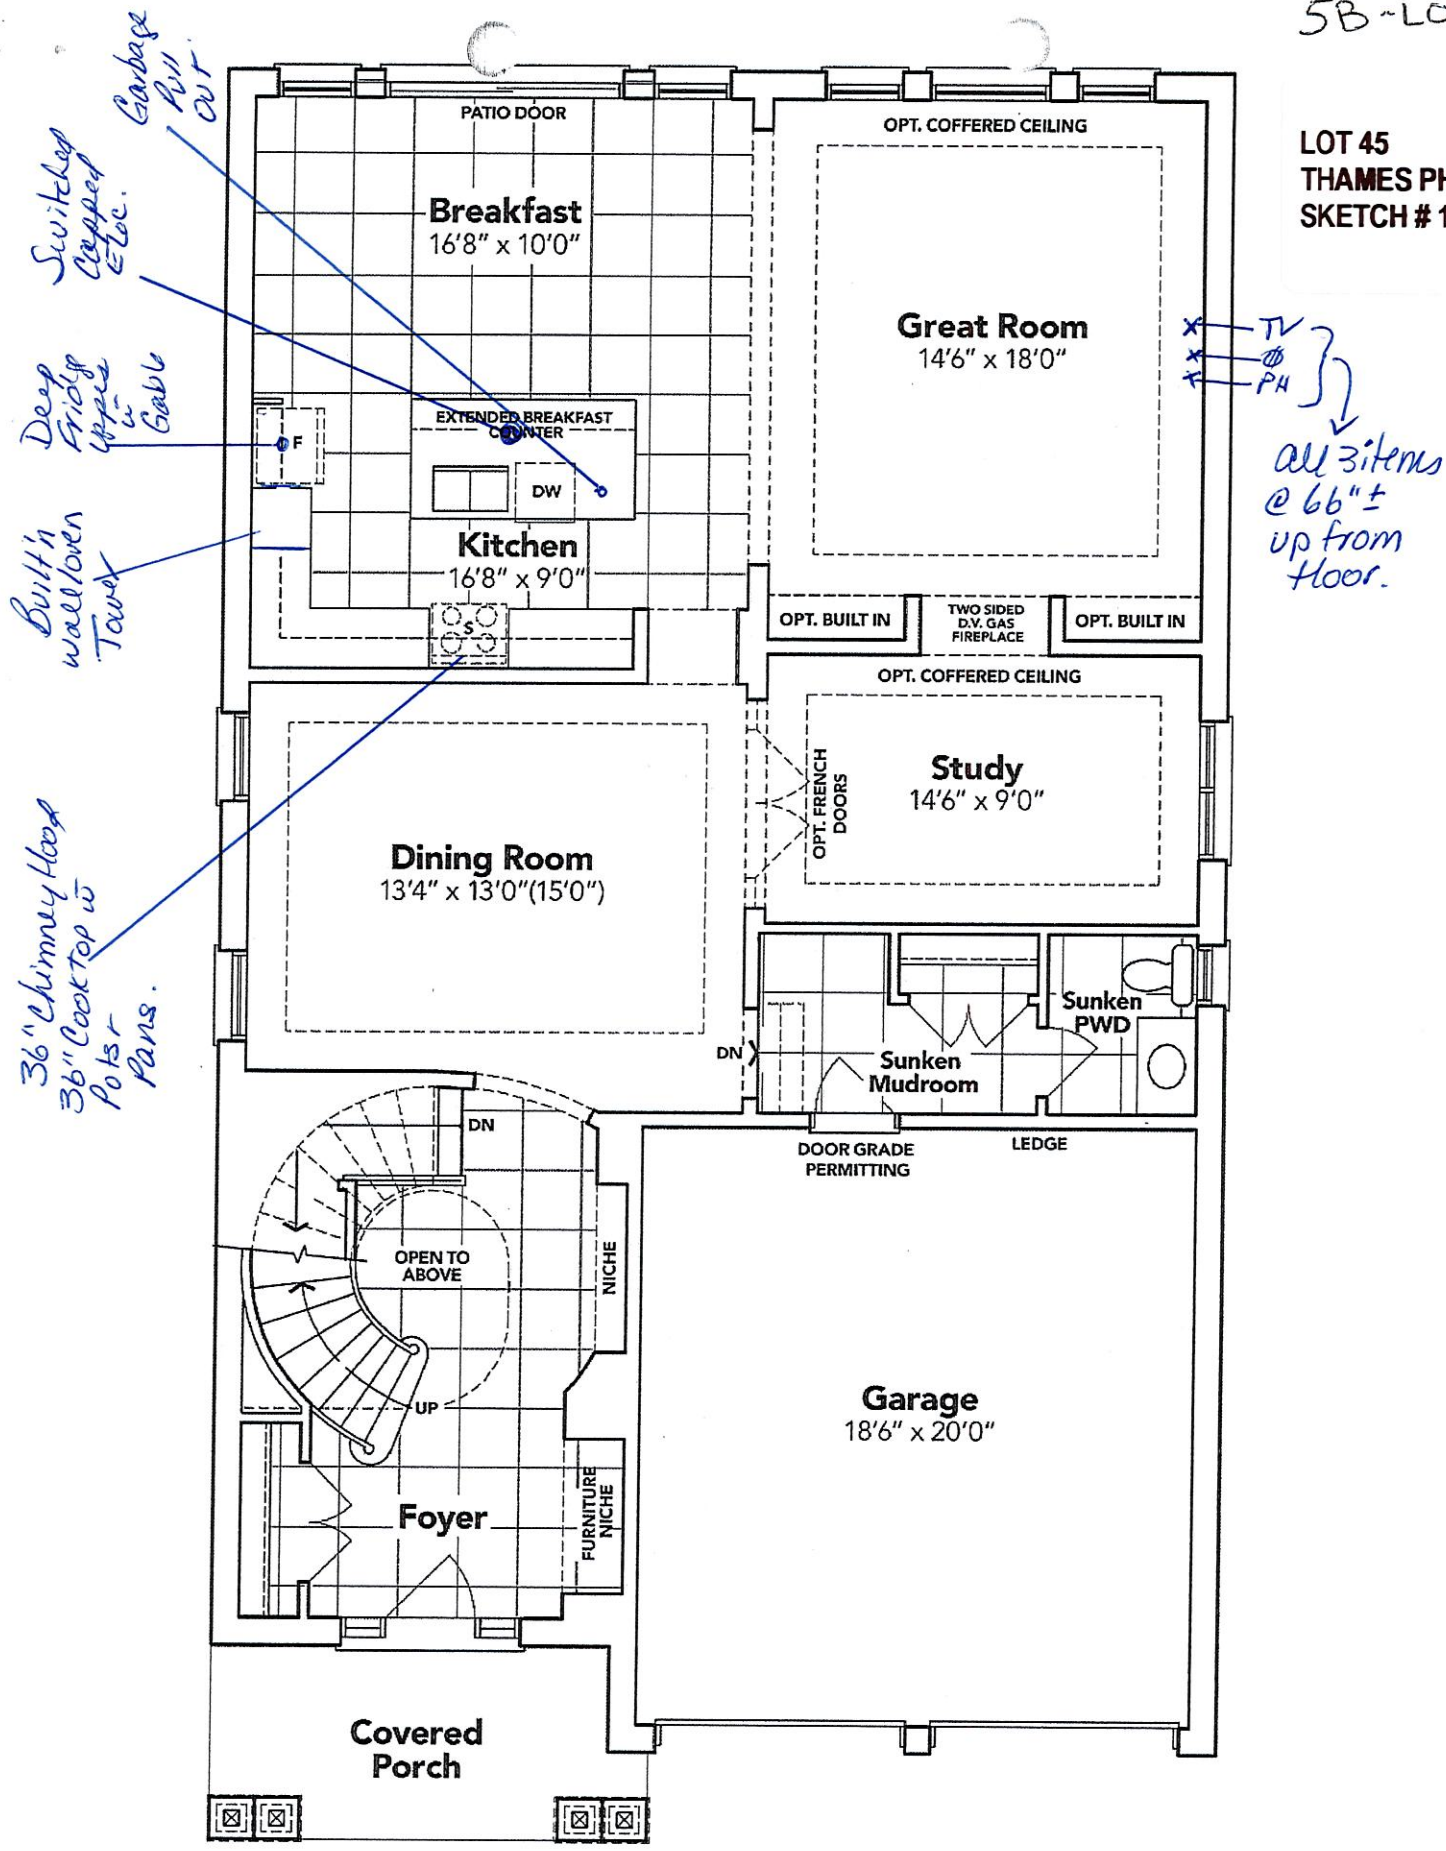 5B-LO
LOT 45
THAMES PH
SKETCH # 1
Garbage
Pull
OUT
Switched
Capped
Elec.
Deep
Fridge
uppers
w
Gable
Built'n
Wall oven
Tower
36" Chimney Hood
36" Cooktop w
Pots +
Pans.
PATIO DOOR
OPT. COFFERED CEILING
Breakfast
16'8" x 10'0"
Great Room
14'6" x 18'0"
TV
PH
all 3 items
@ 66" ±
up from
floor.
EXTENDED BREAKFAST
COUNTER
F
DW
Kitchen
16'8" x 9'0"
S
OPT. BUILT IN
TWO SIDED
D.V. GAS
FIREPLACE
OPT. BUILT IN
OPT. COFFERED CEILING
Study
14'6" x 9'0"
OPT. FRENCH
DOORS
Dining Room
13'4" x 13'0"(15'0")
Sunken
PWD
DN
Sunken
Mudroom
DN
DOOR GRADE
PERMITTING
LEDGE
OPEN TO
ABOVE
NICHE
UP
Garage
18'6" x 20'0"
Foyer
FURNITURE
NICHE
Covered
Porch